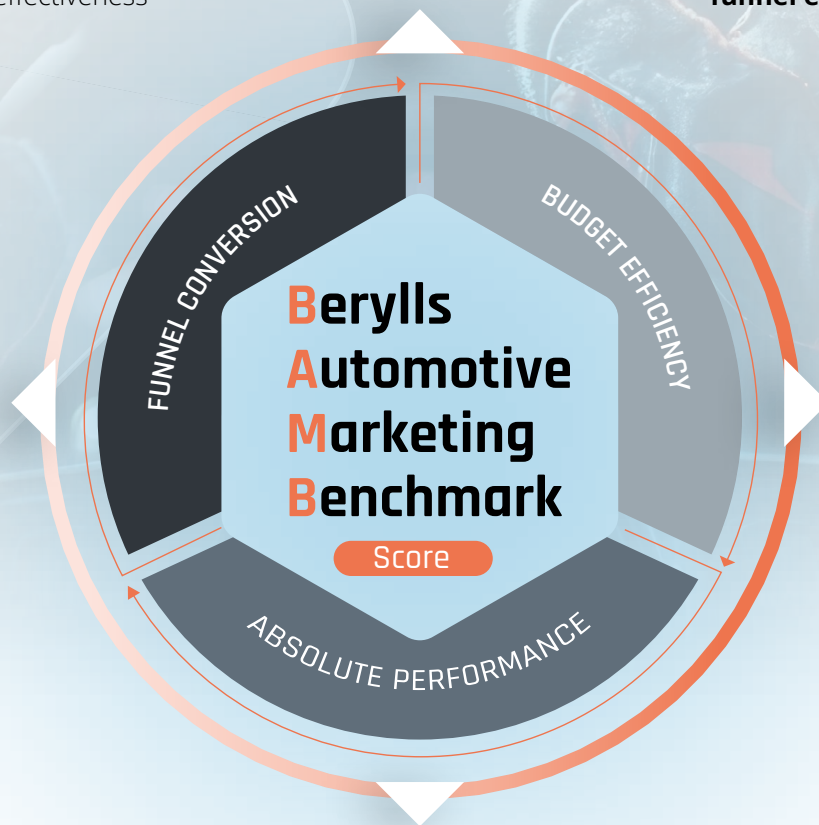 FUNNEL CONVERSION
BUDGET EFFICIENCY
Berylls
Automotive
Marketing
Benchmark
Score
ABSOLUTE PERFORMANCE